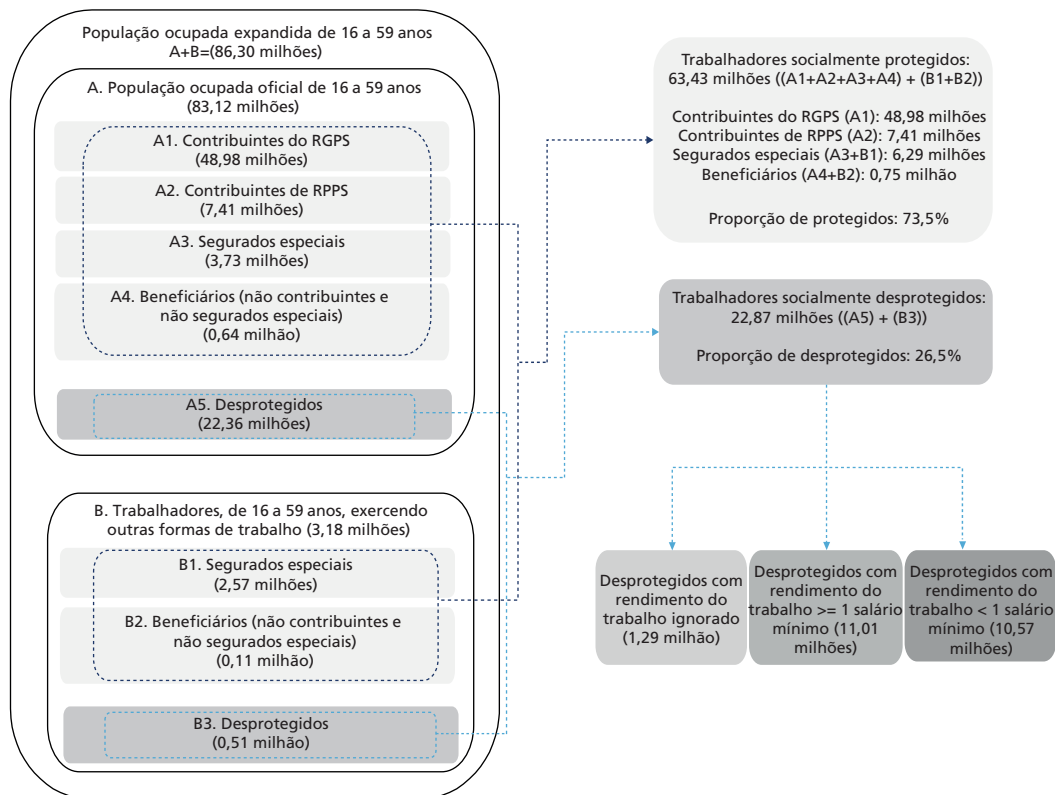 População ocupada expandida de 16 a 59 anos
A+B=(86,30 milhões)
A. População ocupada oficial de 16 a 59 anos
(83,12 milhões)
A1. Contribuintes do RGPS
(48,98 milhões)
A2. Contribuintes de RPPS
(7,41 milhões)
A3. Segurados especiais
(3,73 milhões)
A4. Beneficiários (não contribuintes e
não segurados especiais)
(0,64 milhão)
A5. Desprotegidos
(22,36 milhões)
B. Trabalhadores, de 16 a 59 anos, exercendo
outras formas de trabalho (3,18 milhões)
B1. Segurados especiais
(2,57 milhões)
B2. Beneficiários (não contribuintes e
não segurados especiais)
(0,11 milhão)
B3. Desprotegidos
(0,51 milhão)
Trabalhadores socialmente protegidos:
63,43 milhões ((A1+A2+A3+A4) + (B1+B2))
Contribuintes do RGPS (A1): 48,98 milhões
Contribuintes de RPPS (A2): 7,41 milhões
Segurados especiais (A3+B1): 6,29 milhões
Beneficiários (A4+B2): 0,75 milhão
Proporção de protegidos: 73,5%
Trabalhadores socialmente desprotegidos:
22,87 milhões ((A5) + (B3))
Proporção de desprotegidos: 26,5%
Desprotegidos com
rendimento do
trabalho ignorado
(1,29 milhão)
Desprotegidos com
rendimento do
trabalho >= 1 salário
mínimo (11,01
milhões)
Desprotegidos com
rendimento do
trabalho < 1 salário
mínimo (10,57
milhões)